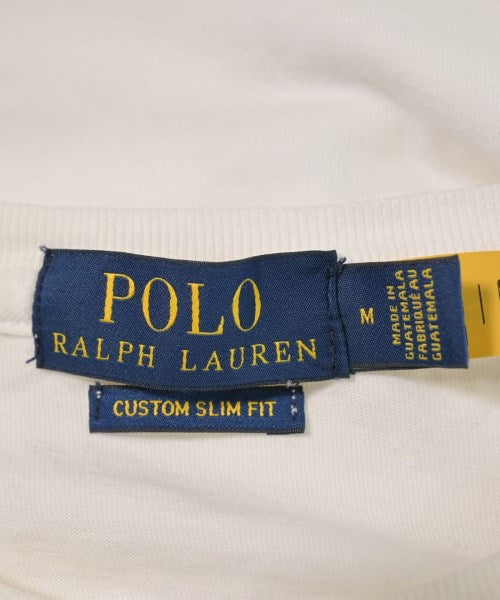 POLO
RALPH LAUREN
CUSTOM SLIM FIT
M
MADE IN
GUATEMALA
FABRIQUÉ AU
GUATEMALA